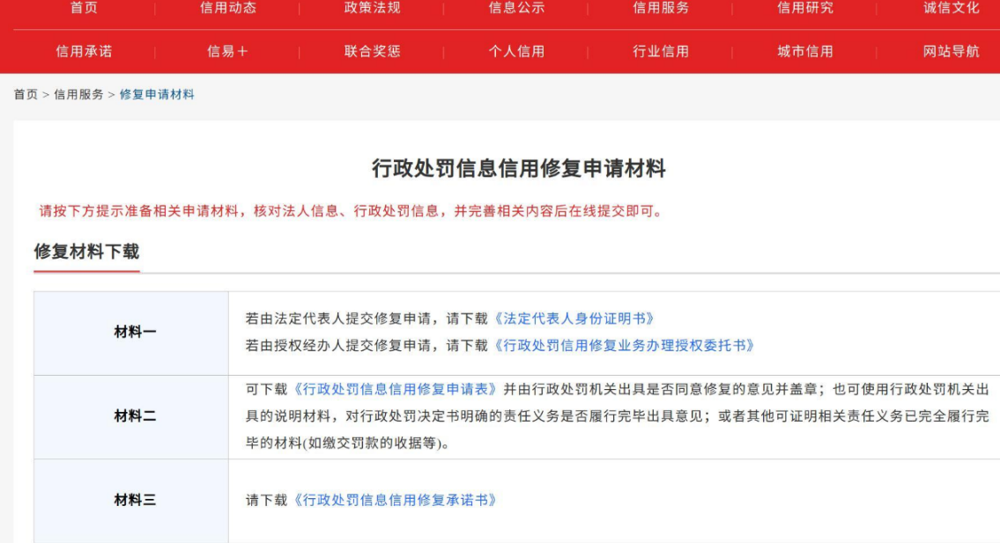 首页 | 信用动态 | 政策法规 | 信息公示 | 信用服务 | 信用研究 | 诚信文化
信用承诺 | 信易＋ | 联合奖惩 | 个人信用 | 行业信用 | 城市信用 | 网站导航
首页 > 信用服务 > 修复申请材料
行政处罚信息信用修复申请材料
请按下方提示准备相关申请材料，核对法人信息、行政处罚信息，并完善相关内容后在线提交即可。
修复材料下载
材料一
若由法定代表人提交修复申请，请下载《法定代表人身份证明书》
若由授权经办人提交修复申请，请下载《行政处罚信用修复业务办理授权委托书》
材料二
可下载《行政处罚信息信用修复申请表》并由行政处罚机关出具是否同意修复的意见并盖章；也可使用行政处罚机关出
具的说明材料，对行政处罚决定书明确的责任义务是否履行完毕出具意见；或者其他可证明相关责任义务已完全履行完
毕的材料(如缴交罚款的收据等)。
材料三
请下载《行政处罚信息信用修复承诺书》